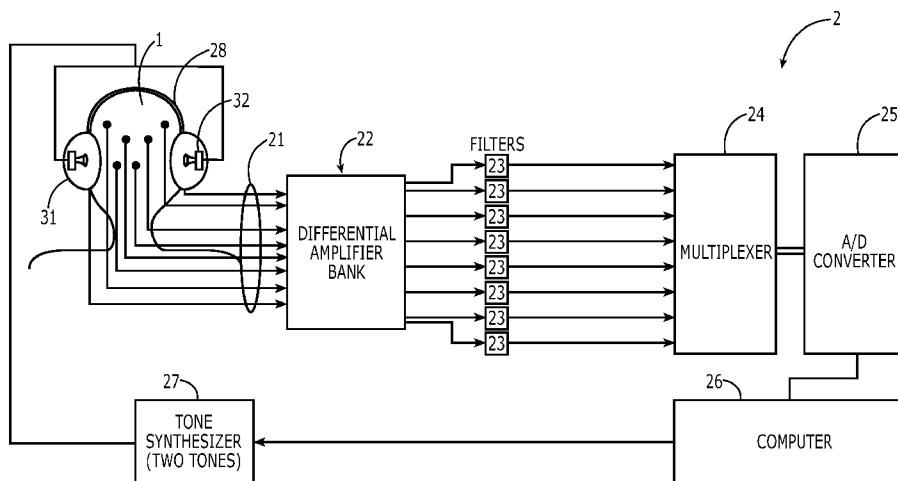 1
28
32
31
21
22
DIFFERENTIAL
AMPLIFIER
BANK
FILTERS
23
23
23
23
23
23
23
23
2
24
MULTIPLEXER
25
A/D
CONVERTER
27
TONE
SYNTHESIZER
(TWO TONES)
26
COMPUTER